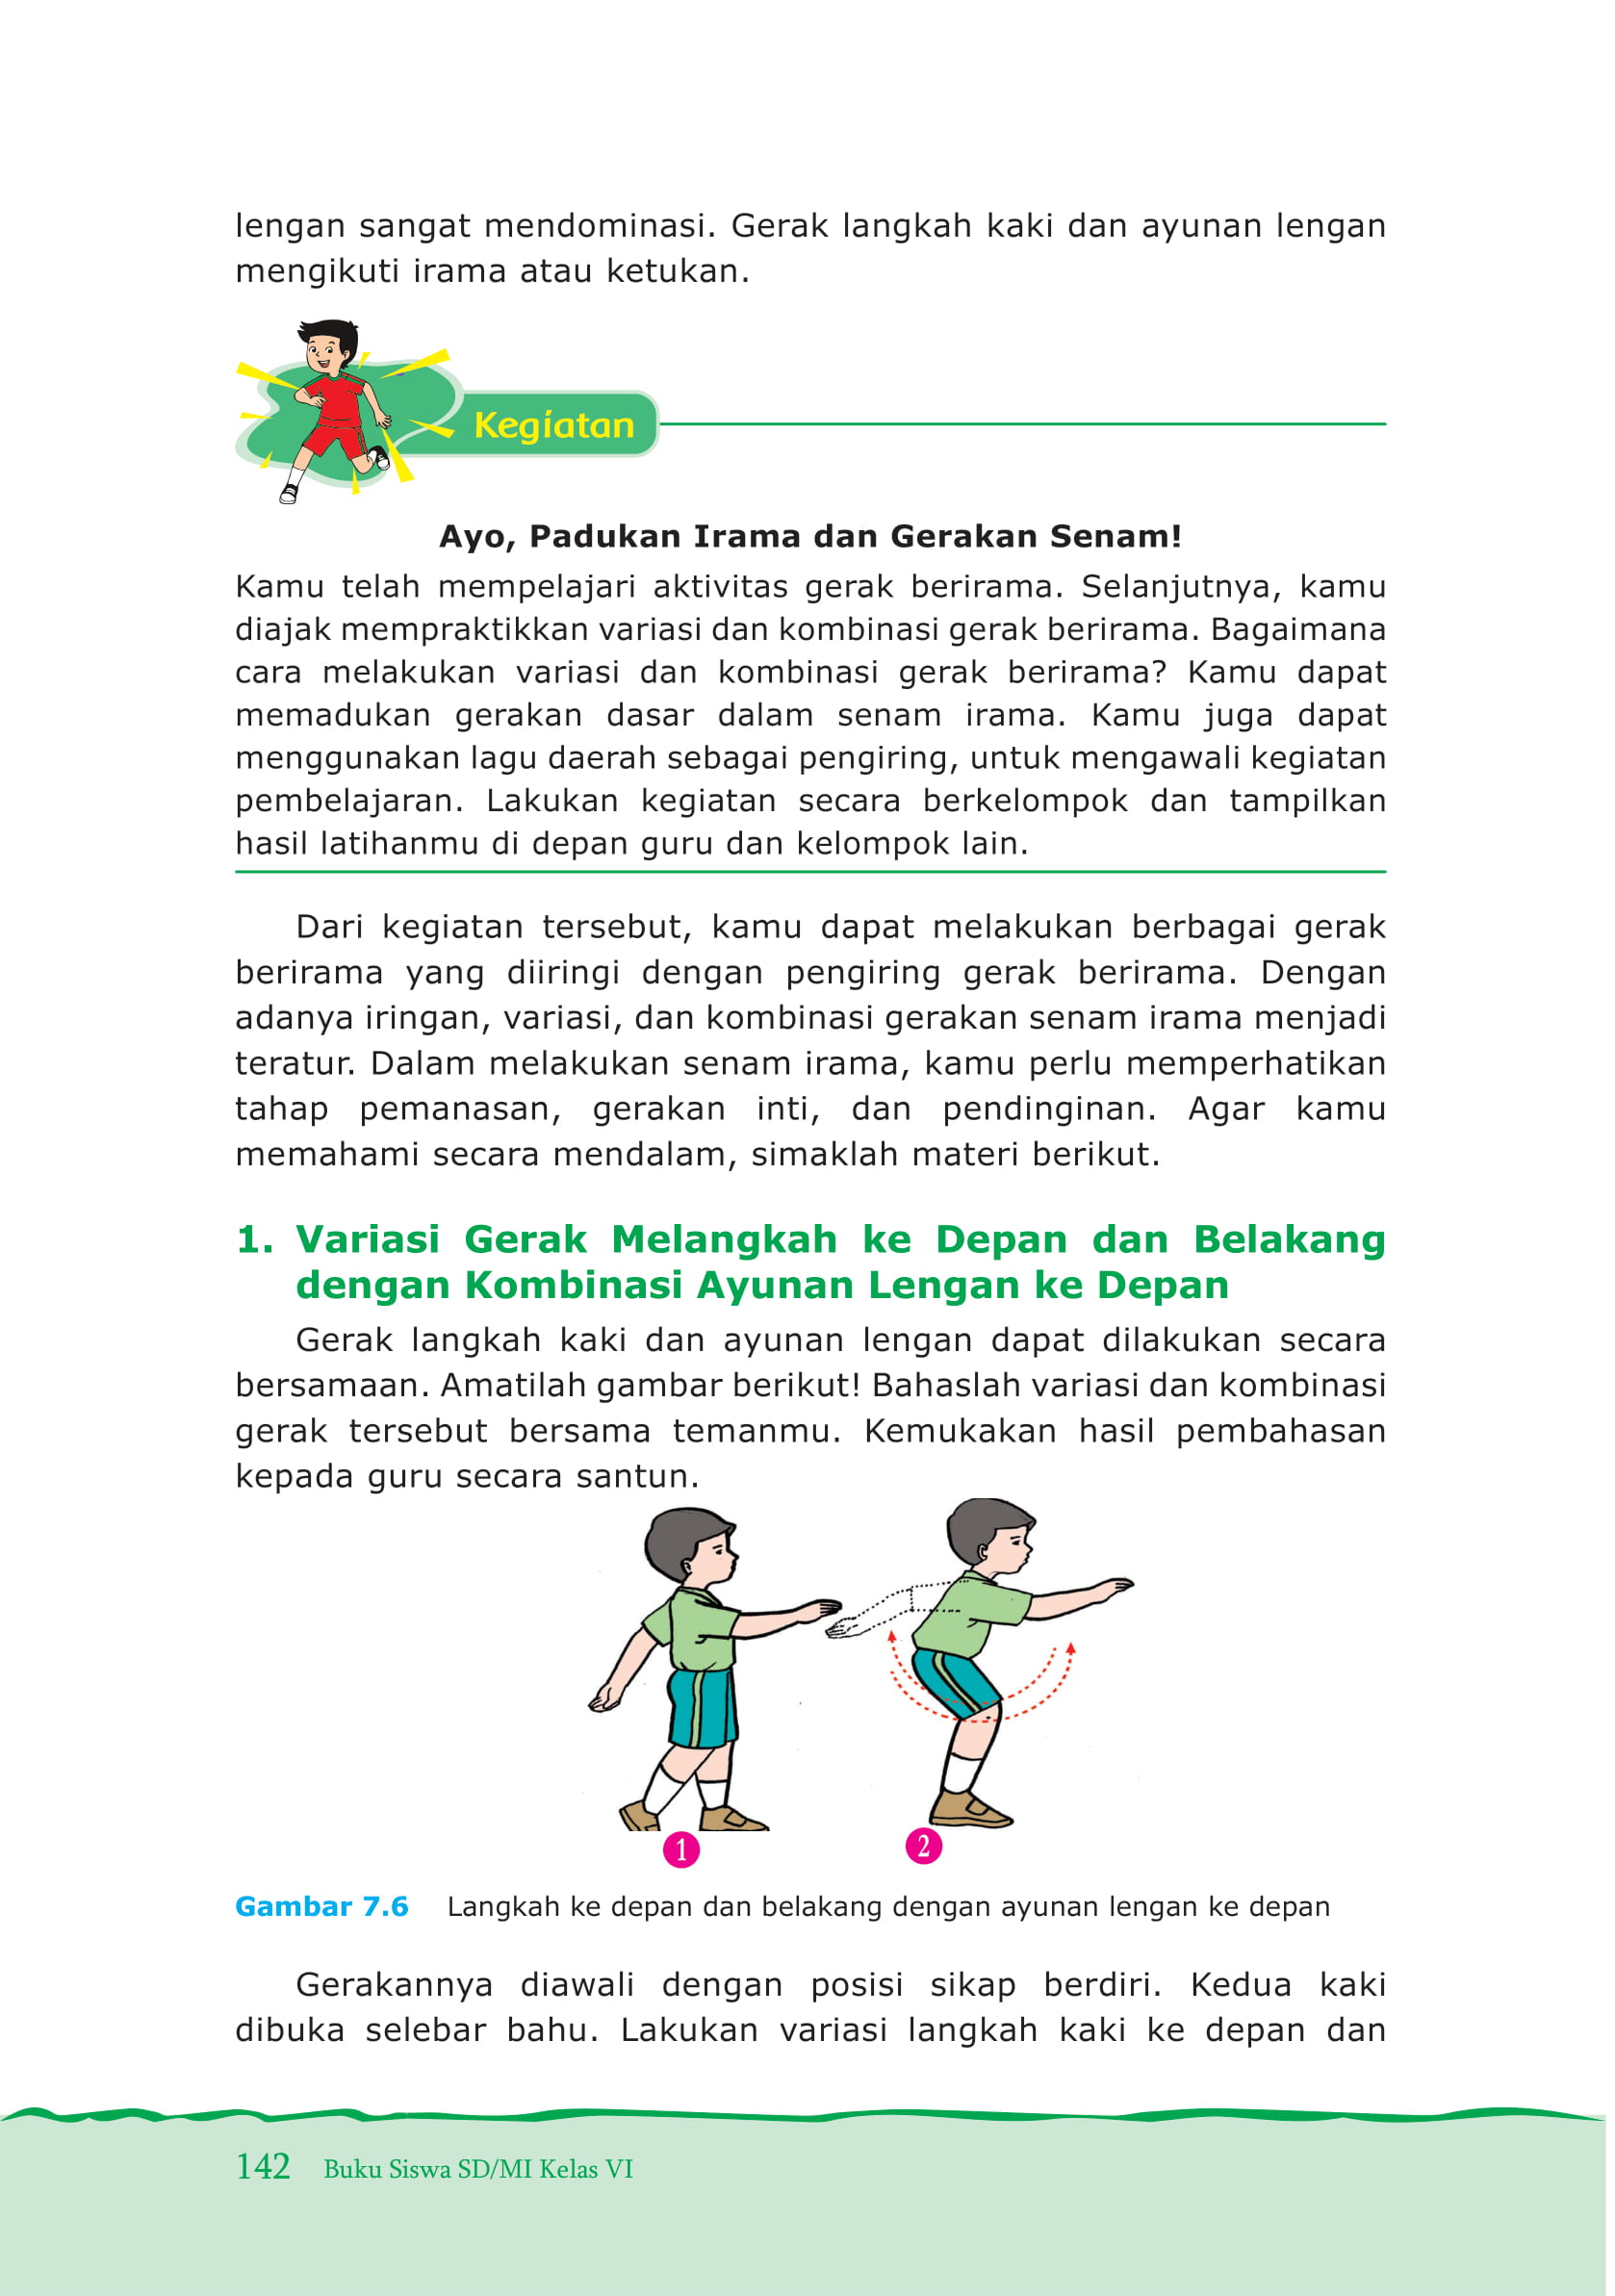 lengan sangat mendominasi. Gerak langkah kaki dan ayunan lengan
mengikuti irama atau ketukan.
Kegiatan
Ayo, Padukan Irama dan Gerakan Senam!
Kamu telah mempelajari aktivitas gerak berirama. Selanjutnya, kamu
diajak mempraktikkan variasi dan kombinasi gerak berirama. Bagaimana
cara melakukan variasi dan kombinasi gerak berirama? Kamu dapat
memadukan gerakan dasar dalam senam irama. Kamu juga dapat
menggunakan lagu daerah sebagai pengiring, untuk mengawali kegiatan
pembelajaran. Lakukan kegiatan secara berkelompok dan tampilkan
hasil latihanmu di depan guru dan kelompok lain.
Dari kegiatan tersebut, kamu dapat melakukan berbagai gerak
berirama yang diiringi dengan pengiring gerak berirama. Dengan
adanya iringan, variasi, dan kombinasi gerakan senam irama menjadi
teratur. Dalam melakukan senam irama, kamu perlu memperhatikan
tahap pemanasan, gerakan inti, dan pendinginan. Agar kamu
memahami secara mendalam, simaklah materi berikut.
1. Variasi Gerak Melangkah ke Depan dan Belakang
dengan Kombinasi Ayunan Lengan ke Depan
Gerak langkah kaki dan ayunan lengan dapat dilakukan secara
bersamaan. Amatilah gambar berikut! Bahaslah variasi dan kombinasi
gerak tersebut bersama temanmu. Kemukakan hasil pembahasan
kepada guru secara santun.
1
2
Gambar 7.6 Langkah ke depan dan belakang dengan ayunan lengan ke depan
Gerakannya diawali dengan posisi sikap berdiri. Kedua kaki
dibuka selebar bahu. Lakukan variasi langkah kaki ke depan dan
142 Buku Siswa SD/MI Kelas VI